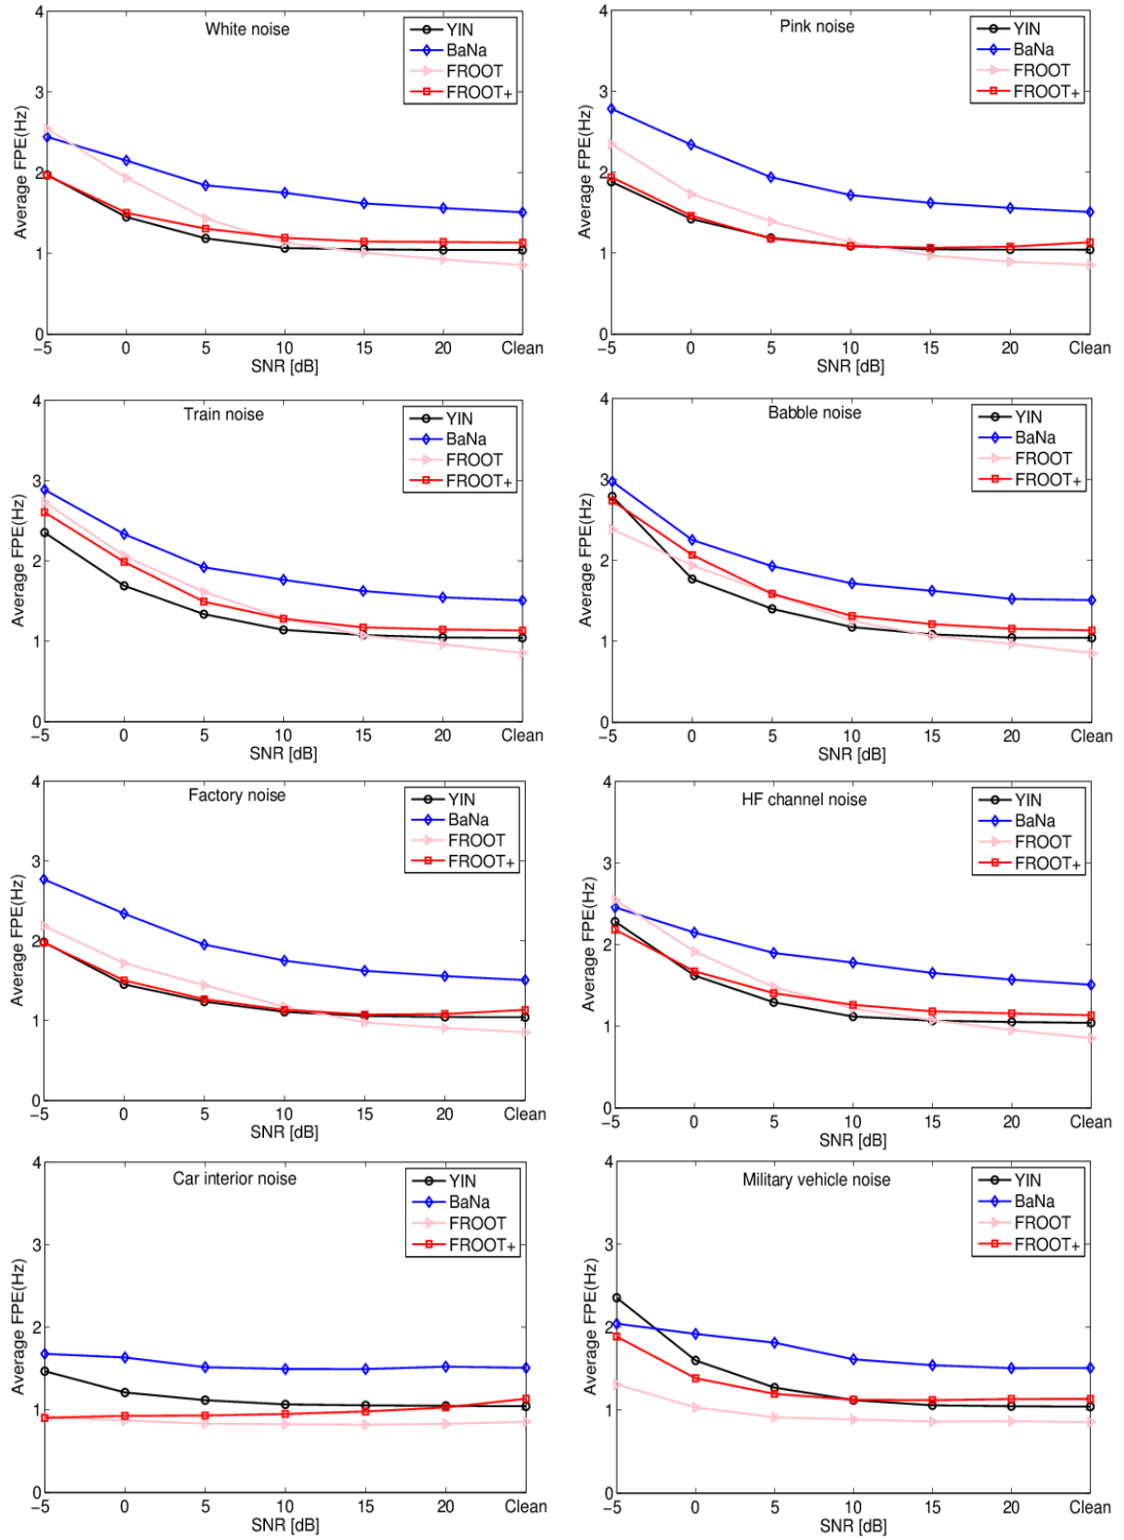 White noise
YIN
BaNa
FROOT
FROOT+
4
3
2
1
0
Average FPE(Hz)
−5 0 5 10 15 20 Clean
SNR [dB]
Pink noise
YIN
BaNa
FROOT
FROOT+
4
3
2
1
0
Average FPE(Hz)
−5 0 5 10 15 20 Clean
SNR [dB]
Train noise
YIN
BaNa
FROOT
FROOT+
4
3
2
1
0
Average FPE(Hz)
−5 0 5 10 15 20 Clean
SNR [dB]
Babble noise
YIN
BaNa
FROOT
FROOT+
4
3
2
1
0
Average FPE(Hz)
−5 0 5 10 15 20 Clean
SNR [dB]
Factory noise
YIN
BaNa
FROOT
FROOT+
4
3
2
1
0
Average FPE(Hz)
−5 0 5 10 15 20 Clean
SNR [dB]
HF channel noise
YIN
BaNa
FROOT
FROOT+
4
3
2
1
0
Average FPE(Hz)
−5 0 5 10 15 20 Clean
SNR [dB]
Car interior noise
YIN
BaNa
FROOT
FROOT+
4
3
2
1
0
Average FPE(Hz)
−5 0 5 10 15 20 Clean
SNR [dB]
Military vehicle noise
YIN
BaNa
FROOT
FROOT+
4
3
2
1
0
Average FPE(Hz)
−5 0 5 10 15 20 Clean
SNR [dB]